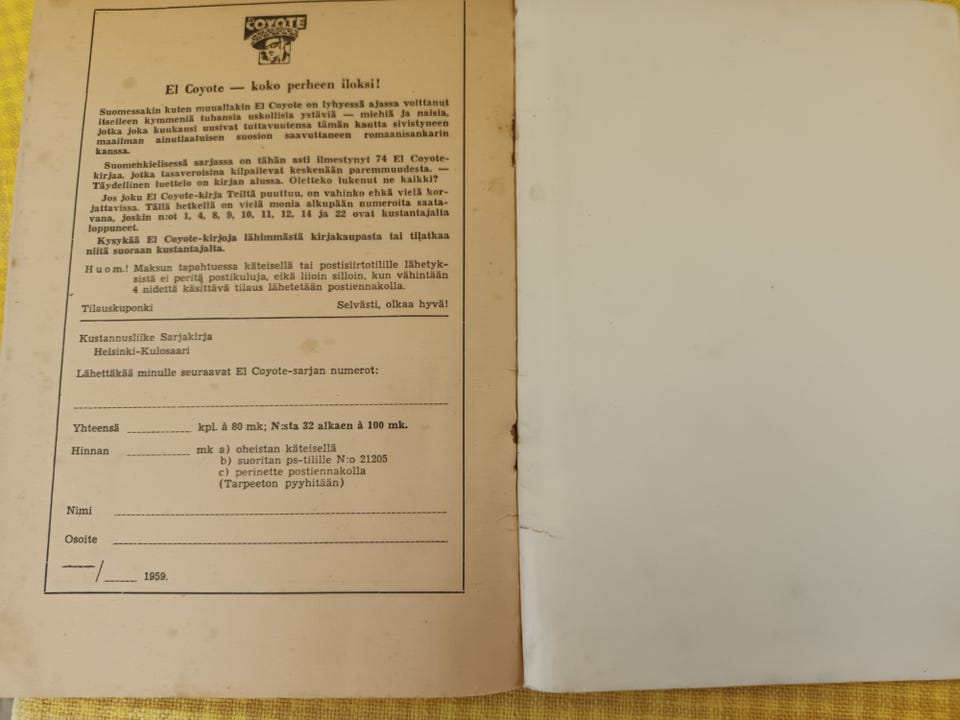 COYOTE
El Coyote — koko perheen iloksi!
Suomessakin kuten muuallakin El Coyote on lyhyessä ajassa voittanut
itselleen kymmeniä tuhansia uskollisia ystäviä — miehiä ja naisia,
jotka joka kuukausi uusivat tuttavuutensa tämän kautta sivistyneen
maailman ainutlaatuisen suosion saavuttaneen romaanisankarin
kanssa.
Suomenkielisessä sarjassa on tähän asti ilmestynyt 74 El Coyote-
kirjaa, jotka tasaveroisina kilpailevat keskenään paremmuudesta. —
Täydellinen luettelo on kirjan alussa. Oletteko lukenut ne kaikki?
Jos joku El Coyote-kirja Teiltä puuttuu, on vahinko ehkä vielä kor-
jattavissa. Tällä hetkellä on vielä monia alkupään numeroita saata-
vana, joskin n:ot 1, 4, 8, 9, 10, 11, 12, 14 ja 22 ovat kustantajalta
loppuneet.
Kysykää El Coyote-kirjoja lähimmästä kirjakaupasta tai tilatkaa
niitä suoraan kustantajalta.
Huom.! Maksun tapahtuessa käteisellä tai postisiirtotilille lähetyk-
sistä ei peritä postikuluja, eikä liioin silloin, kun vähintään
4 nidettä käsittävä tilaus lähetetään postiennakolla.
Tilauskuponki Selvästi, olkaa hyvä!
Kustannusliike Sarjakirja
Helsinki-Kulosaari
Lähettäkää minulle seuraavat El Coyote-sarjan numerot:
Yhteensä kpl. à 80 mk; N:sta 32 alkaen à 100 mk.
Hinnan mk a) oheistan käteisellä
b) suoritan ps-tilille N:o 21205
c) perinette postiennakolla
(Tarpeeton pyyhitään)
Nimi
Osoite
/ 1959.